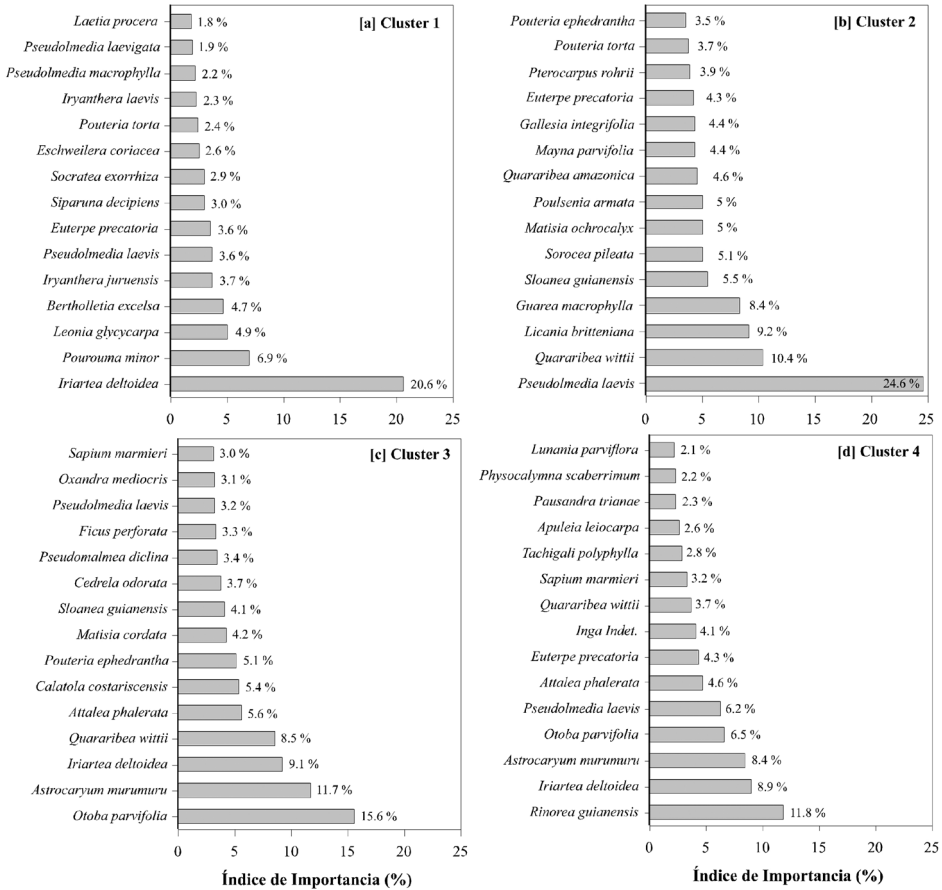 [a] Cluster 1
Laetia procera 1.8 %
Pseudolmedia laevigata 1.9 %
Pseudolmedia macrophylla 2.2 %
Iryanthera laevis 2.3 %
Pouteria torta 2.4 %
Eschweilera coriacea 2.6 %
Socratea exorrhiza 2.9 %
Siparuna decipiens 3.0 %
Euterpe precatoria 3.6 %
Pseudolmedia laevis 3.6 %
Iryanthera juruensis 3.7 %
Bertholletia excelsa 4.7 %
Leonia glycycarpa 4.9 %
Pourouma minor 6.9 %
Iriartea deltoidea 20.6 %
0 5 10 15 20 25
[b] Cluster 2
Pouteria ephedrantha 3.5 %
Pouteria torta 3.7 %
Pterocarpus rohrii 3.9 %
Euterpe precatoria 4.3 %
Gallesia integrifolia 4.4 %
Mayna parvifolia 4.4 %
Quararibea amazonica 4.6 %
Poulsenia armata 5 %
Matisia ochrocalyx 5 %
Sorocea pileata 5.1 %
Sloanea guianensis 5.5 %
Guarea macrophylla 8.4 %
Licania britteniana 9.2 %
Quararibea wittii 10.4 %
Pseudolmedia laevis 24.6 %
0 5 10 15 20 25
[c] Cluster 3
Sapium marmieri 3.0 %
Oxandra mediocris 3.1 %
Pseudolmedia laevis 3.2 %
Ficus perforata 3.3 %
Pseudomalmea diclina 3.4 %
Cedrela odorata 3.7 %
Sloanea guianensis 4.1 %
Matisia cordata 4.2 %
Pouteria ephedrantha 5.1 %
Calatola costariscensis 5.4 %
Attalea phalerata 5.6 %
Quararibea wittii 8.5 %
Iriartea deltoidea 9.1 %
Astrocaryum murumuru 11.7 %
Otoba parvifolia 15.6 %
0 5 10 15 20 25
Índice de Importancia (%)
[d] Cluster 4
Lunania parviflora 2.1 %
Physocalymna scaberrimum 2.2 %
Pausandra trianae 2.3 %
Apuleia leiocarpa 2.6 %
Tachigali polyphylla 2.8 %
Sapium marmieri 3.2 %
Quararibea wittii 3.7 %
Inga Indet. 4.1 %
Euterpe precatoria 4.3 %
Attalea phalerata 4.6 %
Pseudolmedia laevis 6.2 %
Otoba parvifolia 6.5 %
Astrocaryum murumuru 8.4 %
Iriartea deltoidea 8.9 %
Rinorea guianensis 11.8 %
0 5 10 15 20 25
Índice de Importancia (%)